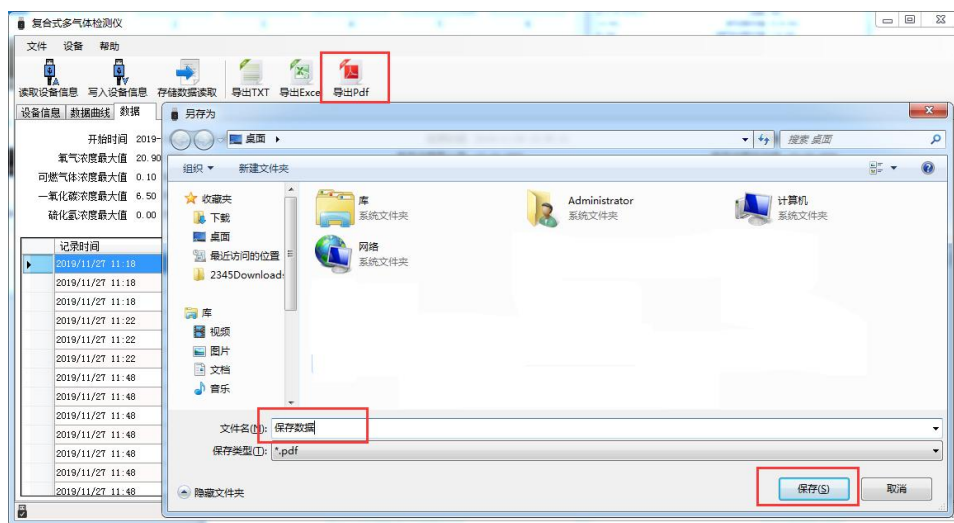 复合式多气体检测仪
文件 设备 帮助
读取设备信息 写入设备信息 存储数据读取 导出TXT 导出Excel 导出Pdf
设备信息 数据曲线 数据
开始时间 2019-
氧气浓度最大值 20.90
可燃气体浓度最大值 0.10
一氧化碳浓度最大值 6.50
硫化氢浓度最大值 0.00
记录时间
2019/11/27 11:18
2019/11/27 11:18
2019/11/27 11:18
2019/11/27 11:22
2019/11/27 11:22
2019/11/27 11:22
2019/11/27 11:48
2019/11/27 11:48
2019/11/27 11:48
2019/11/27 11:48
2019/11/27 11:48
2019/11/27 11:48
2019/11/27 11:48
另存为
桌面
搜索 桌面
组织 新建文件夹
收藏夹
下载
桌面
最近访问的位置
2345Downloads
库
视频
图片
文档
音乐
库
系统文件夹
Administrator
系统文件夹
计算机
系统文件夹
网络
系统文件夹
文件名(N): 保存数据
保存类型(T): *.pdf
隐藏文件夹
保存(S) 取消